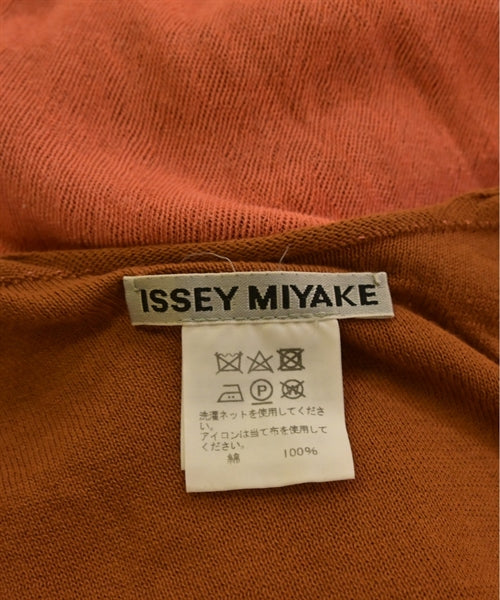 ISSEY MIYAKE
P W
洗濯ネットを使用してくださ
い。
アイロンは当て布を使用して
ください。
綿 100%